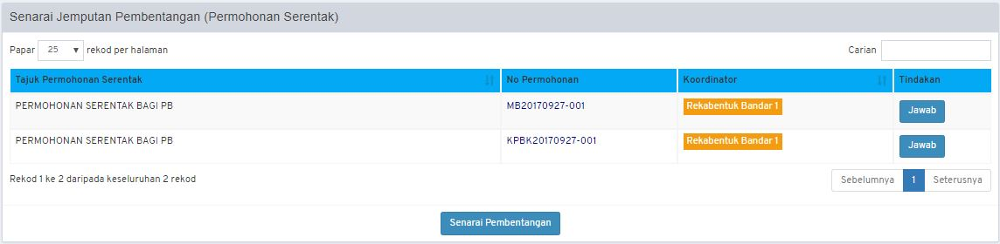 Senarai Jemputan Pembentangan (Permohonan Serentak)
Papar 25 rekod per halaman Carian
Tajuk Permohonan Serentak No Permohonan Koordinator Tindakan
PERMOHONAN SERENTAK BAGI PB MB20170927-001 Rekabentuk Bandar 1 Jawab
PERMOHONAN SERENTAK BAGI PB KPBK20170927-001 Rekabentuk Bandar 1 Jawab
Rekod 1 ke 2 daripada keseluruhan 2 rekod Sebelumnya 1 Seterusnya
Senarai Pembentangan